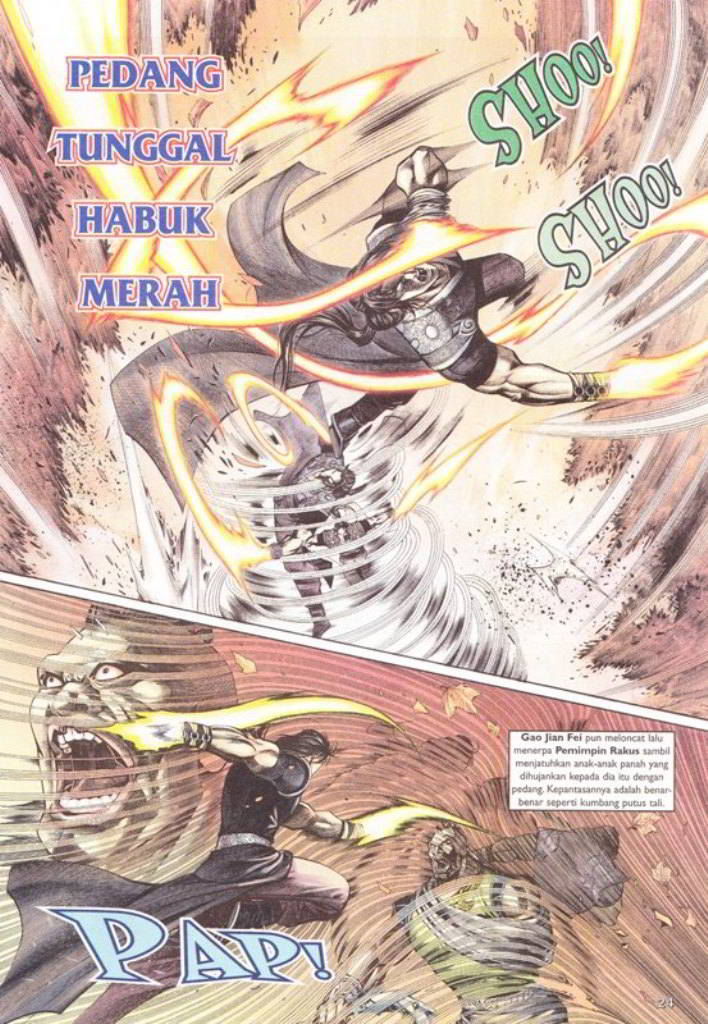 PEDANG
TUNGGAL
HABUK
MERAH
SHOO!
SHOO!
Gao Jian Fei pun meloncat lalu
menerpa Pemimpin Rakus sambil
menjatuhkan anak-anak panah yang
dihujankan kepada dia itu dengan
pedang. Kepantasannya adalah benar-
benar seperti kumbang putus tali.
PAP!
24